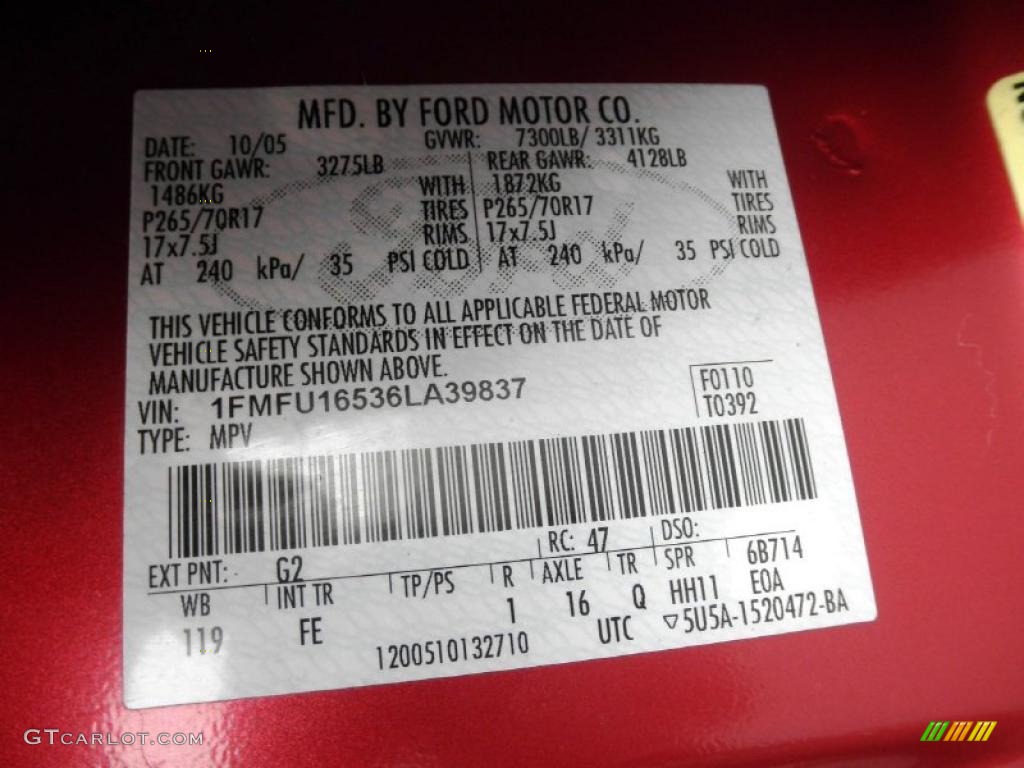 MFD. BY FORD MOTOR CO.
DATE: 10/05 GVWR: 7300LB/ 3311KG
FRONT GAWR: 3275LB REAR GAWR: 4128LB
1486KG WITH 1872KG WITH
P265/70R17 TIRES P265/70R17 TIRES
17x7.5J RIMS 17x7.5J RIMS
AT 240 kPa/ 35 PSI COLD AT 240 kPa/ 35 PSI COLD
THIS VEHICLE CONFORMS TO ALL APPLICABLE FEDERAL MOTOR
VEHICLE SAFETY STANDARDS IN EFFECT ON THE DATE OF
MANUFACTURE SHOWN ABOVE.
VIN: 1FMFU16536LA39837 F0110
TYPE: MPV T0392
EXT PNT: G2 RC: 47 DSO:
WB INT TR TP/PS R AXLE TR SPR 6B714
119 FE 1 16 Q HH11 EOA
1200510132710 UTC ▽5U5A-1520472-BA
Ford
GTCARLOT.COM